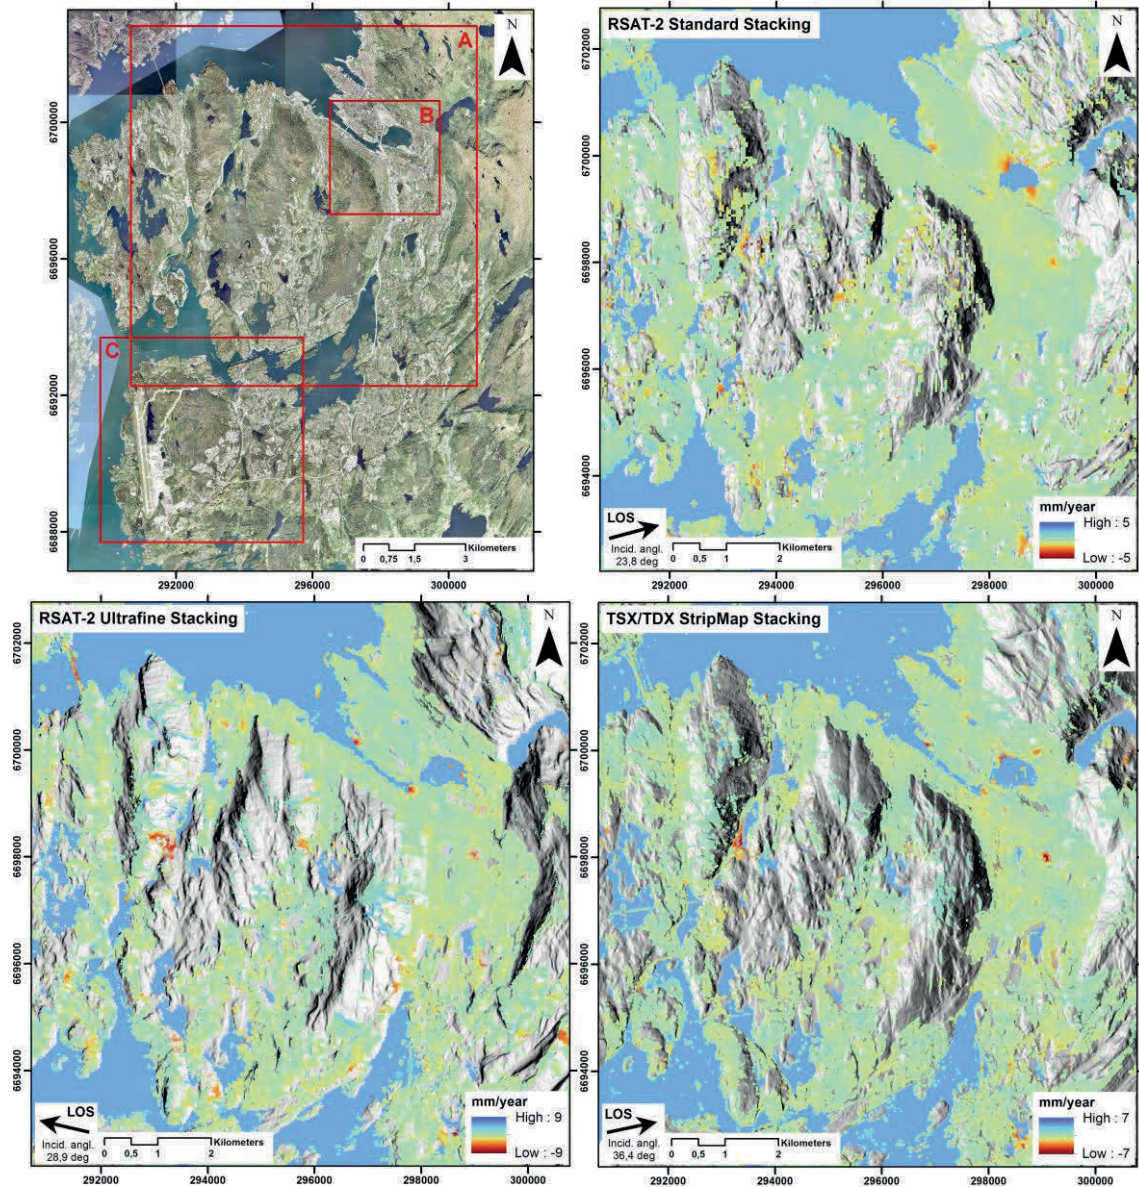 N
A
B
C
6700000
6696000
6692000
6688000
0 0,75 1,5 3
Kilometers
292000 296000 300000
RSAT-2 Standard Stacking
N
6702000
6700000
6698000
6696000
6694000
LOS
Incid. angl.
23,8 deg
0 0,5 1 2
Kilometers
mm/year
High : 5
Low : -5
292000 294000 296000 298000 300000
RSAT-2 Ultrafine Stacking
N
6702000
6700000
6698000
6696000
6694000
LOS
Incid. angl.
28,9 deg
0 0,5 1 2
Kilometers
mm/year
High : 9
Low : -9
292000 294000 296000 298000 300000
TSX/TDX StripMap Stacking
N
6702000
6700000
6698000
6696000
6694000
LOS
Incid. angl.
36,4 deg
0 0,5 1 2
Kilometers
mm/year
High : 7
Low : -7
292000 294000 296000 298000 300000